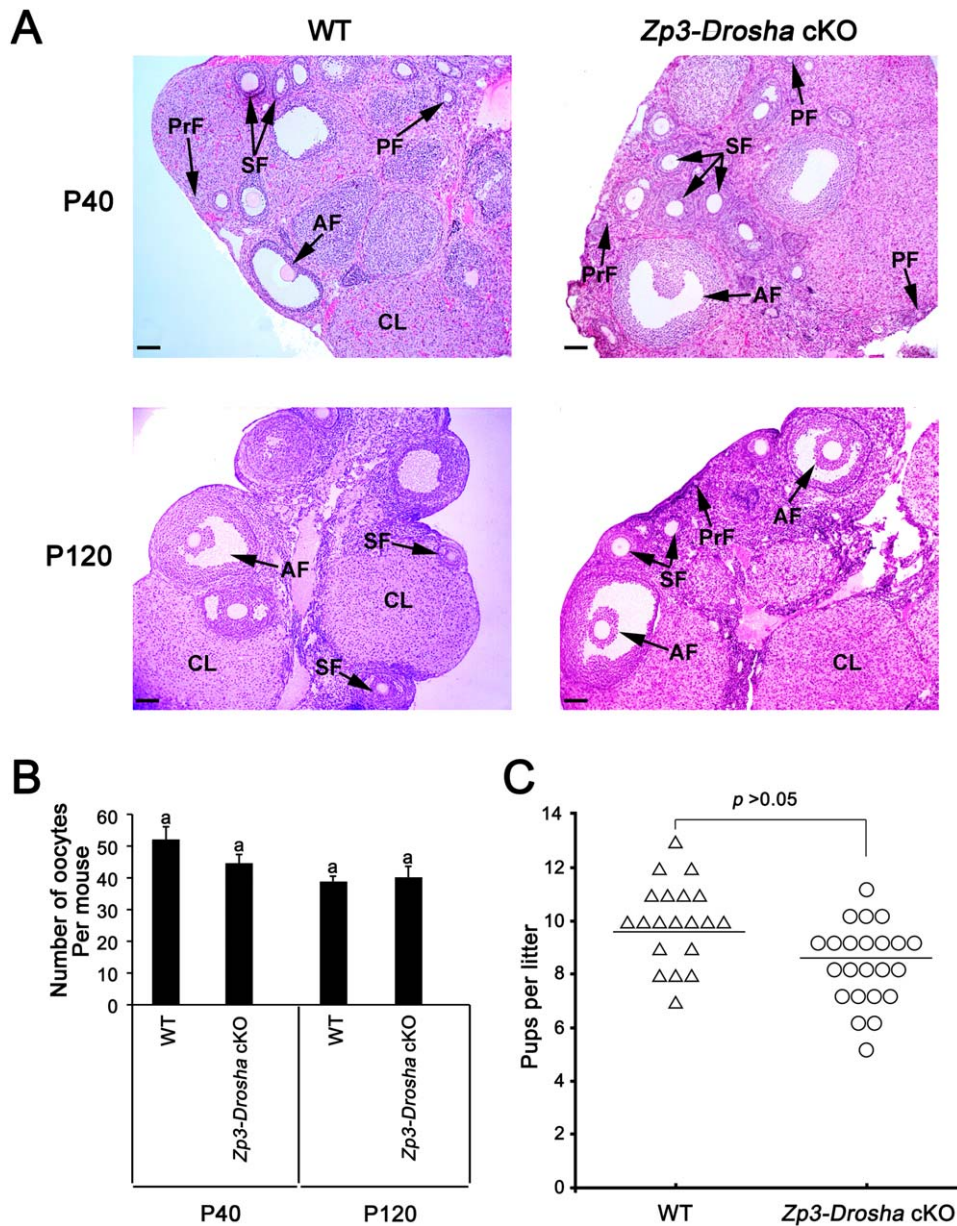 A
WT
Zp3-Drosha cKO
P40
PrF
SF
PF
AF
CL
PF
SF
PrF
AF
PF
P120
AF
SF
CL
CL
SF
AF
PrF
SF
AF
CL
B
Number of oocytes
Per mouse
60
50
40
30
20
10
0
a
a
a
a
WT
Zp3-Drosha cKO
WT
Zp3-Drosha cKO
P40
P120
C
p >0.05
Pups per litter
14
12
10
8
6
4
2
0
WT
Zp3-Drosha cKO